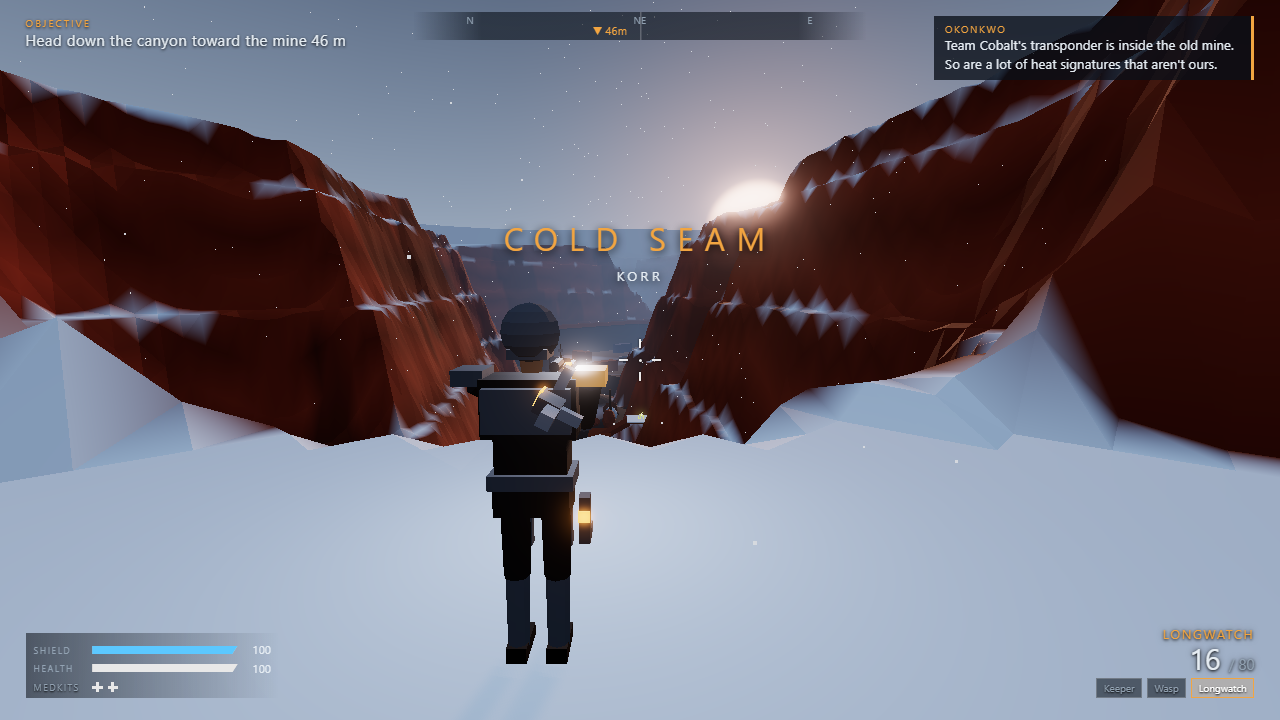 OBJECTIVE
Head down the canyon toward the mine 46 m
N
NE
E
46m
OKONKWO
Team Cobalt's transponder is inside the old mine.
So are a lot of heat signatures that aren't ours.
COLD SEAM
KORR
SHIELD 100
HEALTH 100
MEDKITS
LONGWATCH
16 / 80
Keeper Wasp Longwatch